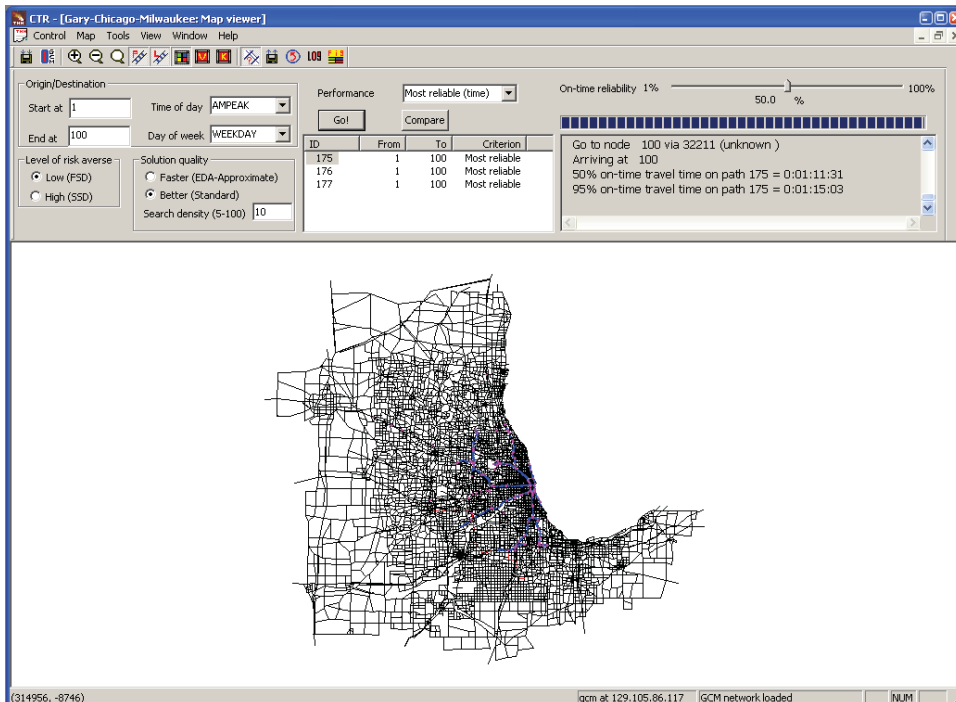 CTR - [Gary-Chicago-Milwaukee: Map viewer]
Control Map Tools View Window Help
LOG
Origin/Destination
Start at 1 Time of day AMPEAK
End at 100 Day of week WEEKDAY
Level of risk averse
Low (FSD)
High (SSD)
Solution quality
Faster (EDA-Approximate)
Better (Standard)
Search density (5-100) 10
Performance Most reliable (time)
Go! Compare
ID From To Criterion
175 1 100 Most reliable
176 1 100 Most reliable
177 1 100 Most reliable
On-time reliability 1% 100%
50.0 %
Go to node 100 via 32211 (unknown )
Arriving at 100
50% on-time travel time on path 175 = 0:01:11:31
95% on-time travel time on path 175 = 0:01:15:03
(314956, -8746) gcm at 129.105.86.117 GCM network loaded NUM